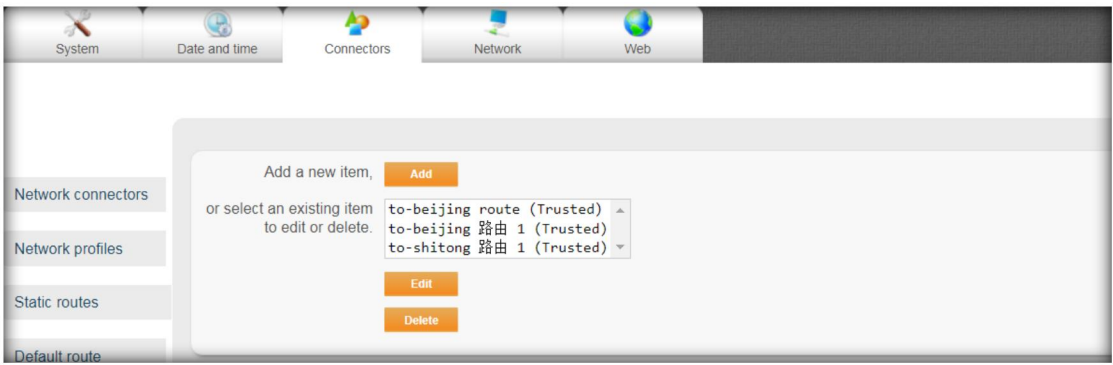 System
Date and time
Connectors
Network
Web
Network connectors
Network profiles
Static routes
Default route
Add a new item,
Add
or select an existing item
to edit or delete.
to-beijing route (Trusted)
to-beijing 路由 1 (Trusted)
to-shitong 路由 1 (Trusted)
Edit
Delete